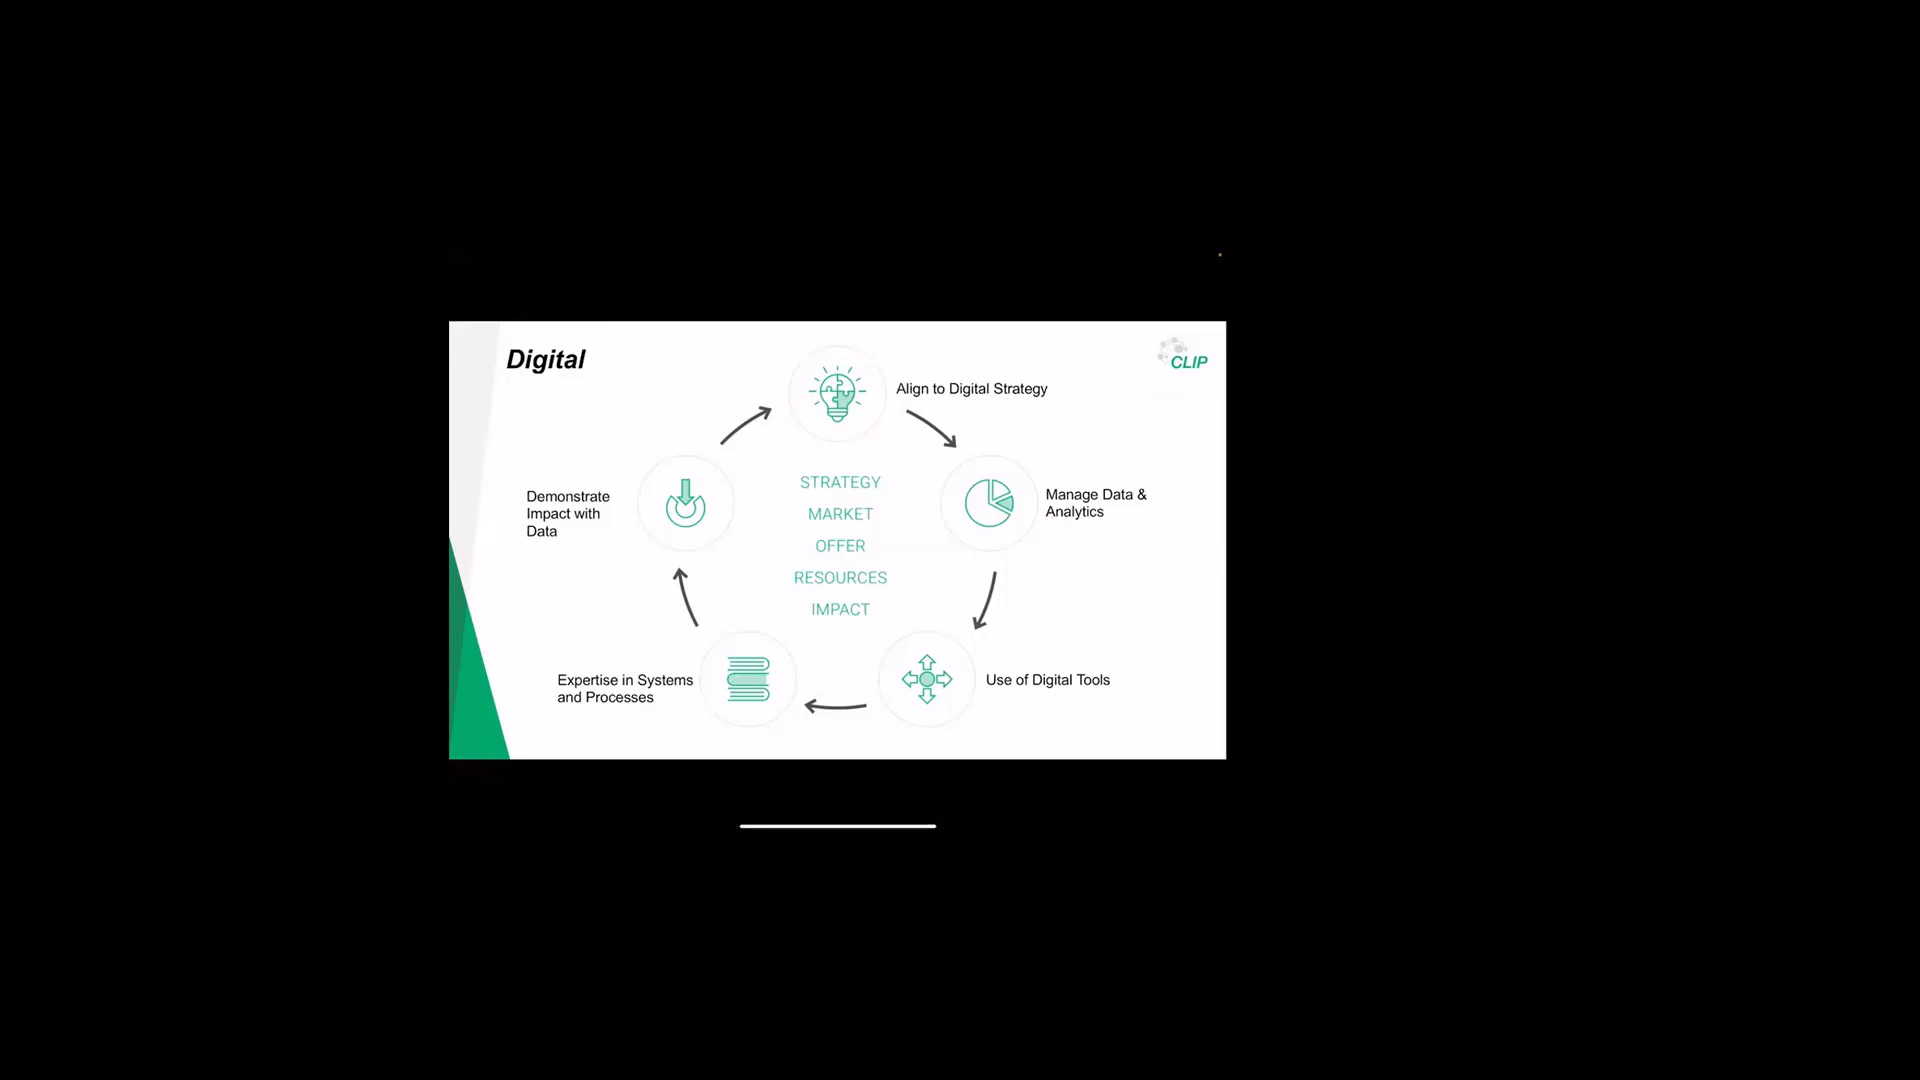 Digital
CLIP
Align to Digital Strategy
Manage Data &
Analytics
Use of Digital Tools
Expertise in Systems
and Processes
Demonstrate
Impact with
Data
STRATEGY
MARKET
OFFER
RESOURCES
IMPACT